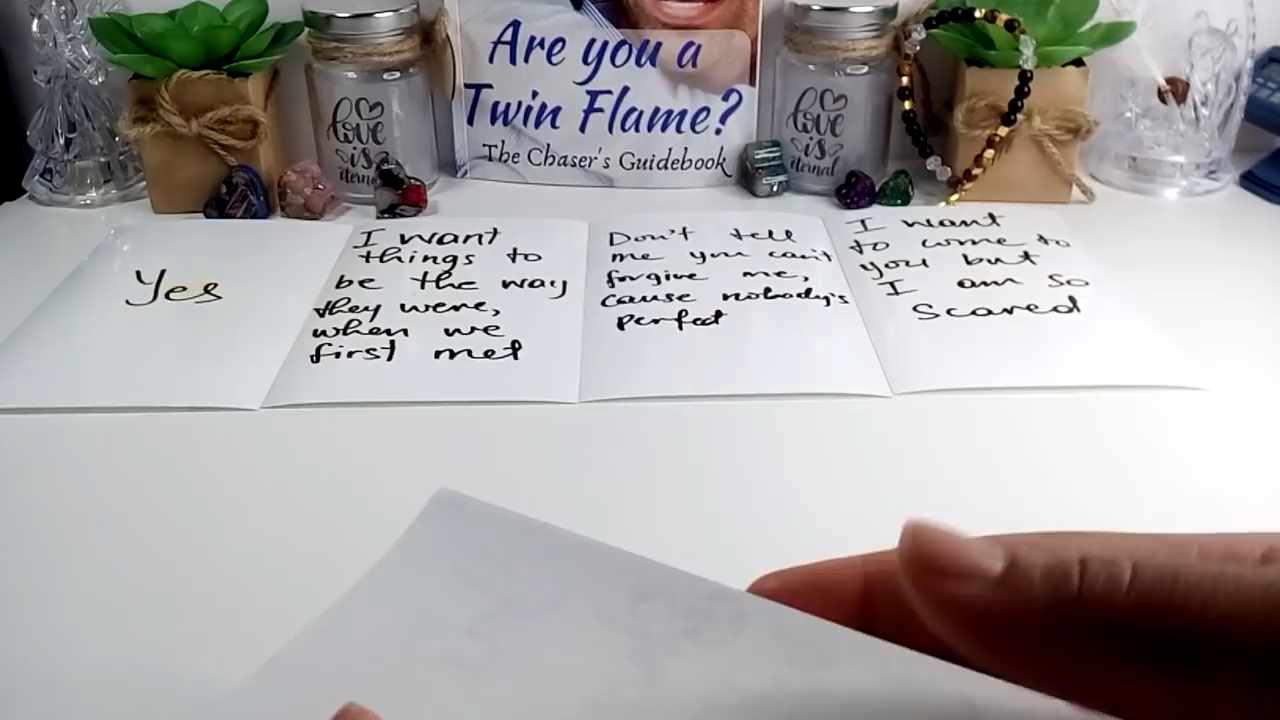 Are you a
Twin Flame?
The Chaser's Guidebook
love
is
love
is
eternal
Yes
I want
things to
be the way
they were,
when we
first met
Don't tell
me you can't
forgive me,
cause nobody's
perfect
I want
to come to
you but
I am so
scared